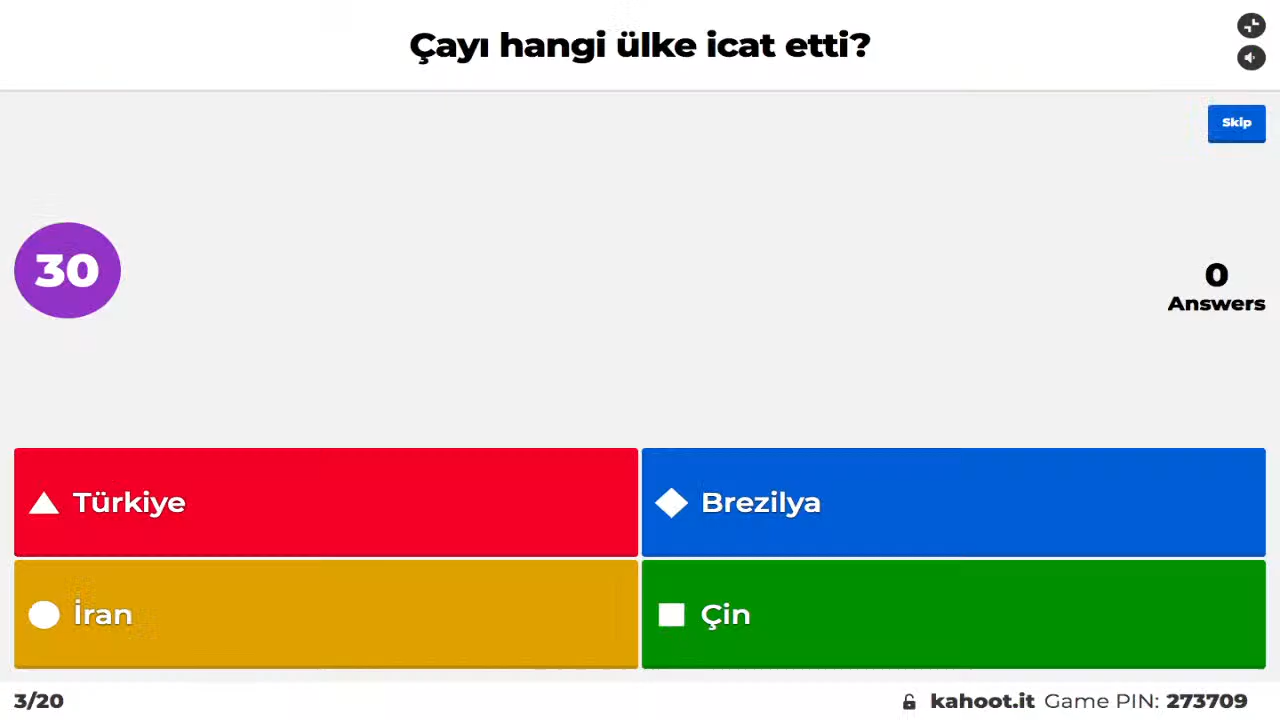 Çayı hangi ülke icat etti?
Skip
30
0
Answers
Türkiye
Brezilya
İran
Çin
3/20
kahoot.it Game PIN: 273709